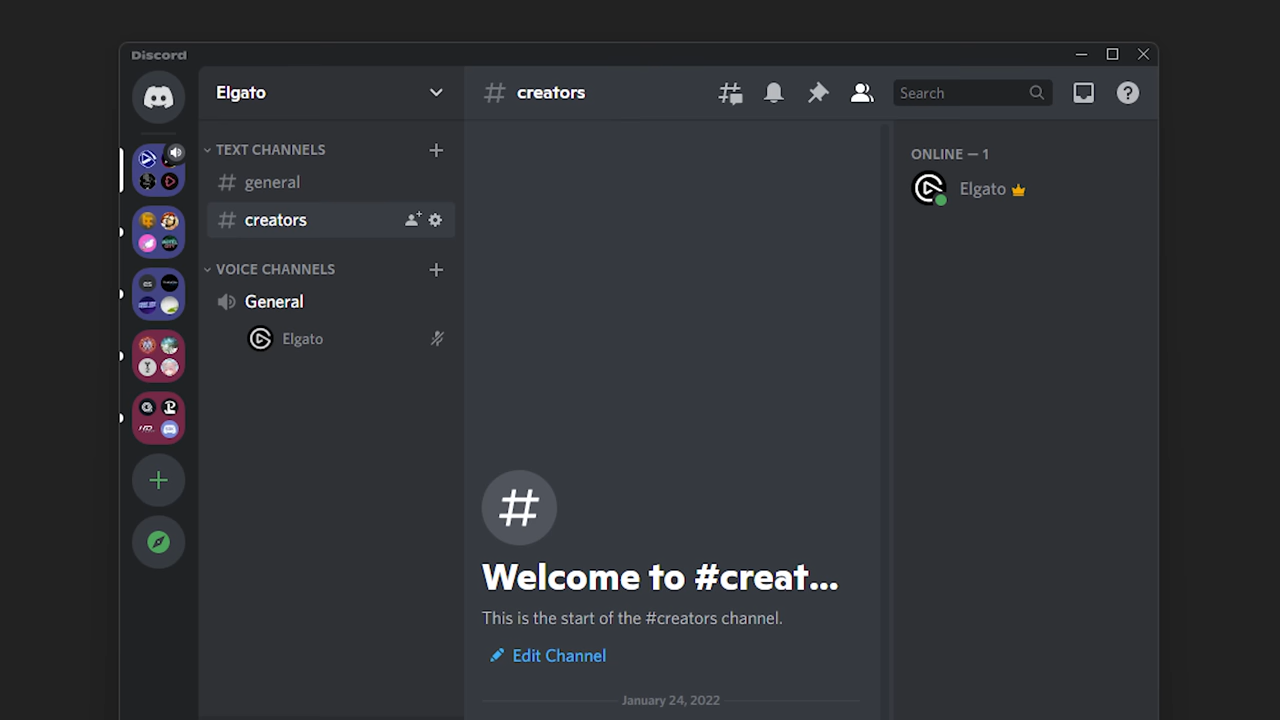 Discord
Elgato
creators
Search
TEXT CHANNELS
general
creators
VOICE CHANNELS
General
Elgato
ONLINE — 1
Elgato
Welcome to #creat...
This is the start of the #creators channel.
Edit Channel
January 24, 2022